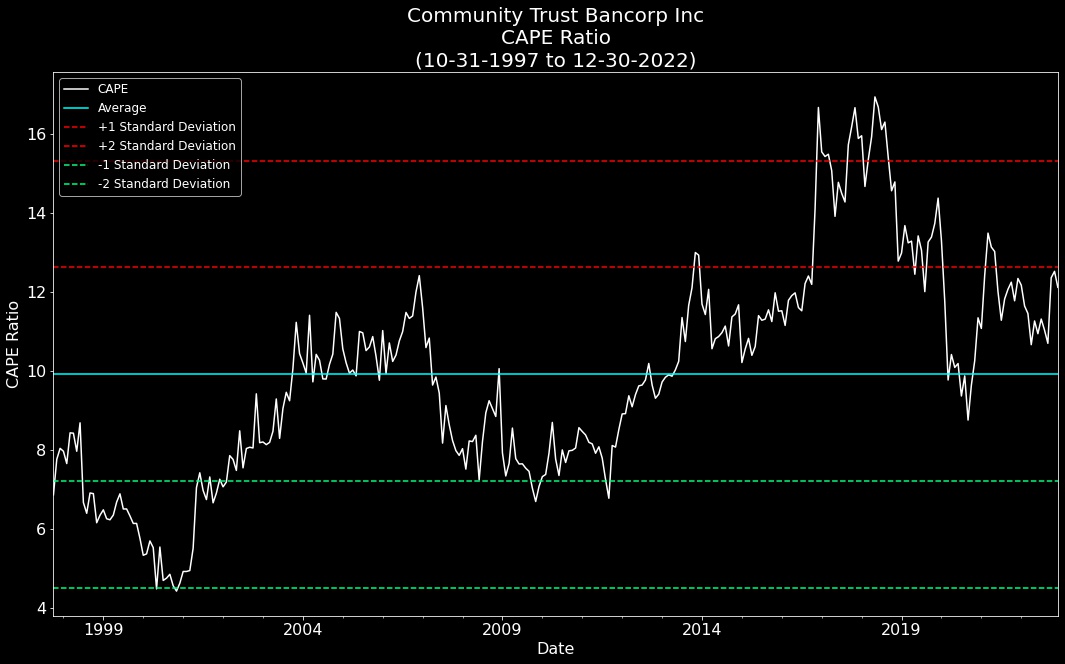 Community Trust Bancorp Inc
CAPE Ratio
(10-31-1997 to 12-30-2022)
CAPE
Average
+1 Standard Deviation
+2 Standard Deviation
-1 Standard Deviation
-2 Standard Deviation
CAPE Ratio
16
14
12
10
8
6
4
1999 2004 2009 2014 2019
Date